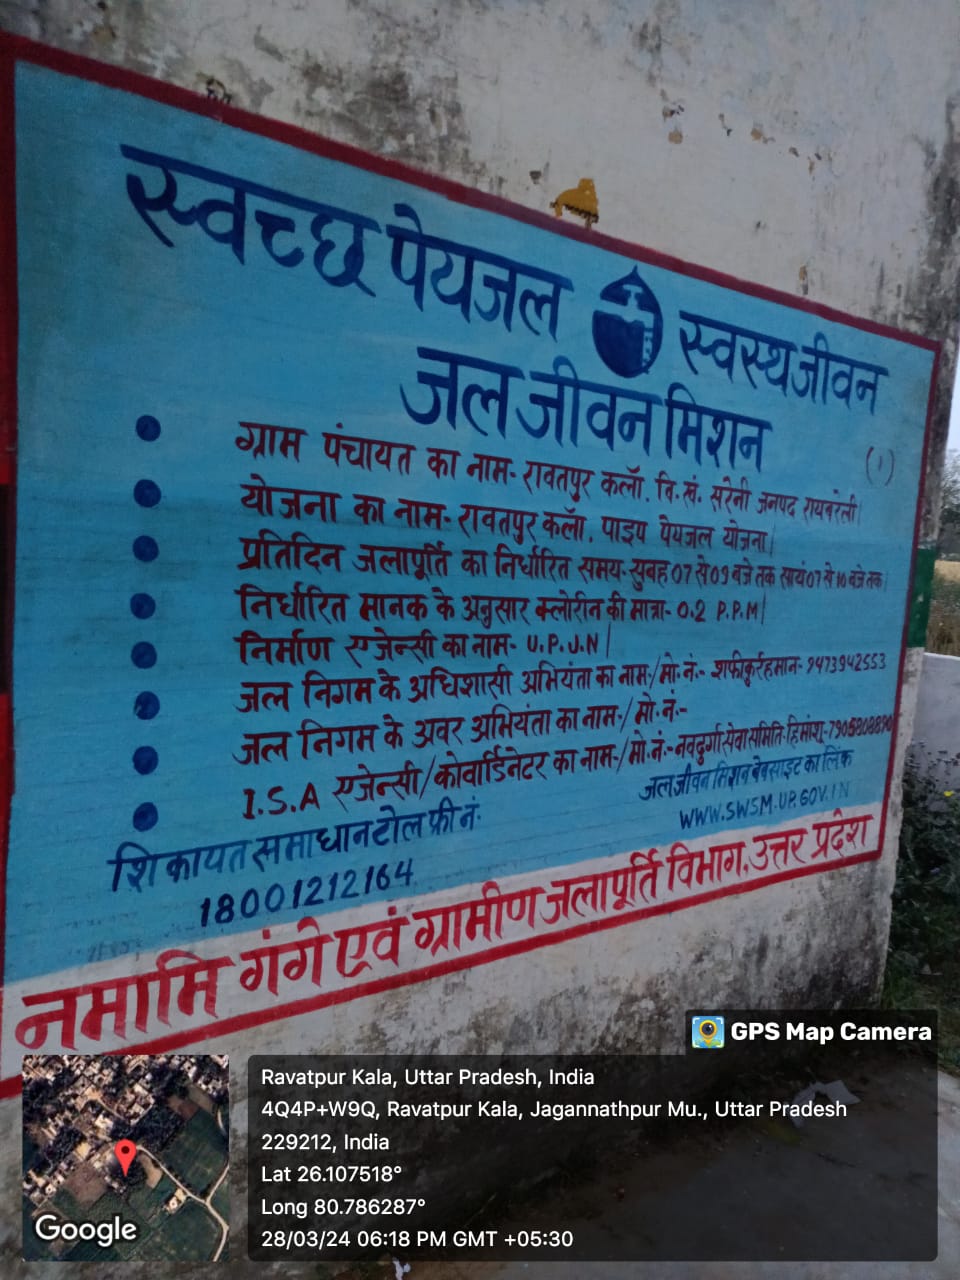 स्वच्छ पेयजल स्वस्थ जीवन
जल जीवन मिशन
(1)
ग्राम पंचायत का नाम- रावतपुर कलॉ. वि.खं. सरेनी जनपद रायबरेली|
योजना का नाम- रावतपुर कलॉ. पाइप पेयजल योजना|
प्रतिदिन जलापूर्ति का निर्धारित समय-सुबह 07 से 09 बजे तक सायं 07 से 10 बजे तक|
निर्धारित मानक के अनुसार क्लोरीन की मात्रा- 0.2 P.P.M|
निर्माण एजेन्सी का नाम- U.P.J.N|
जल निगम के अधिशासी अभियंता का नाम-/मो.नं.- शफीकुर्रहमान- 9473942553
जल निगम के अवर अभियंता का नाम-/ मो.नं.-
I.S.A एजेन्सी/कोवार्डिनेटर का नाम-/मो.नं.- नवदुर्गा सेवा समिति-हिमांशु-7905808890
जल जीवन मिशन वेबसाइट का लिंक
WWW.SWSM.UP.GOV.IN
शिकायत समाधान टोल फ्री नं.
18001212164
नमामि गंगे एवं ग्रामीण जलापूर्ति विभाग, उत्तर प्रदेश
GPS Map Camera
Ravatpur Kala, Uttar Pradesh, India
4Q4P+W9Q, Ravatpur Kala, Jagannathpur Mu., Uttar Pradesh
229212, India
Lat 26.107518°
Long 80.786287°
28/03/24 06:18 PM GMT +05:30
Google